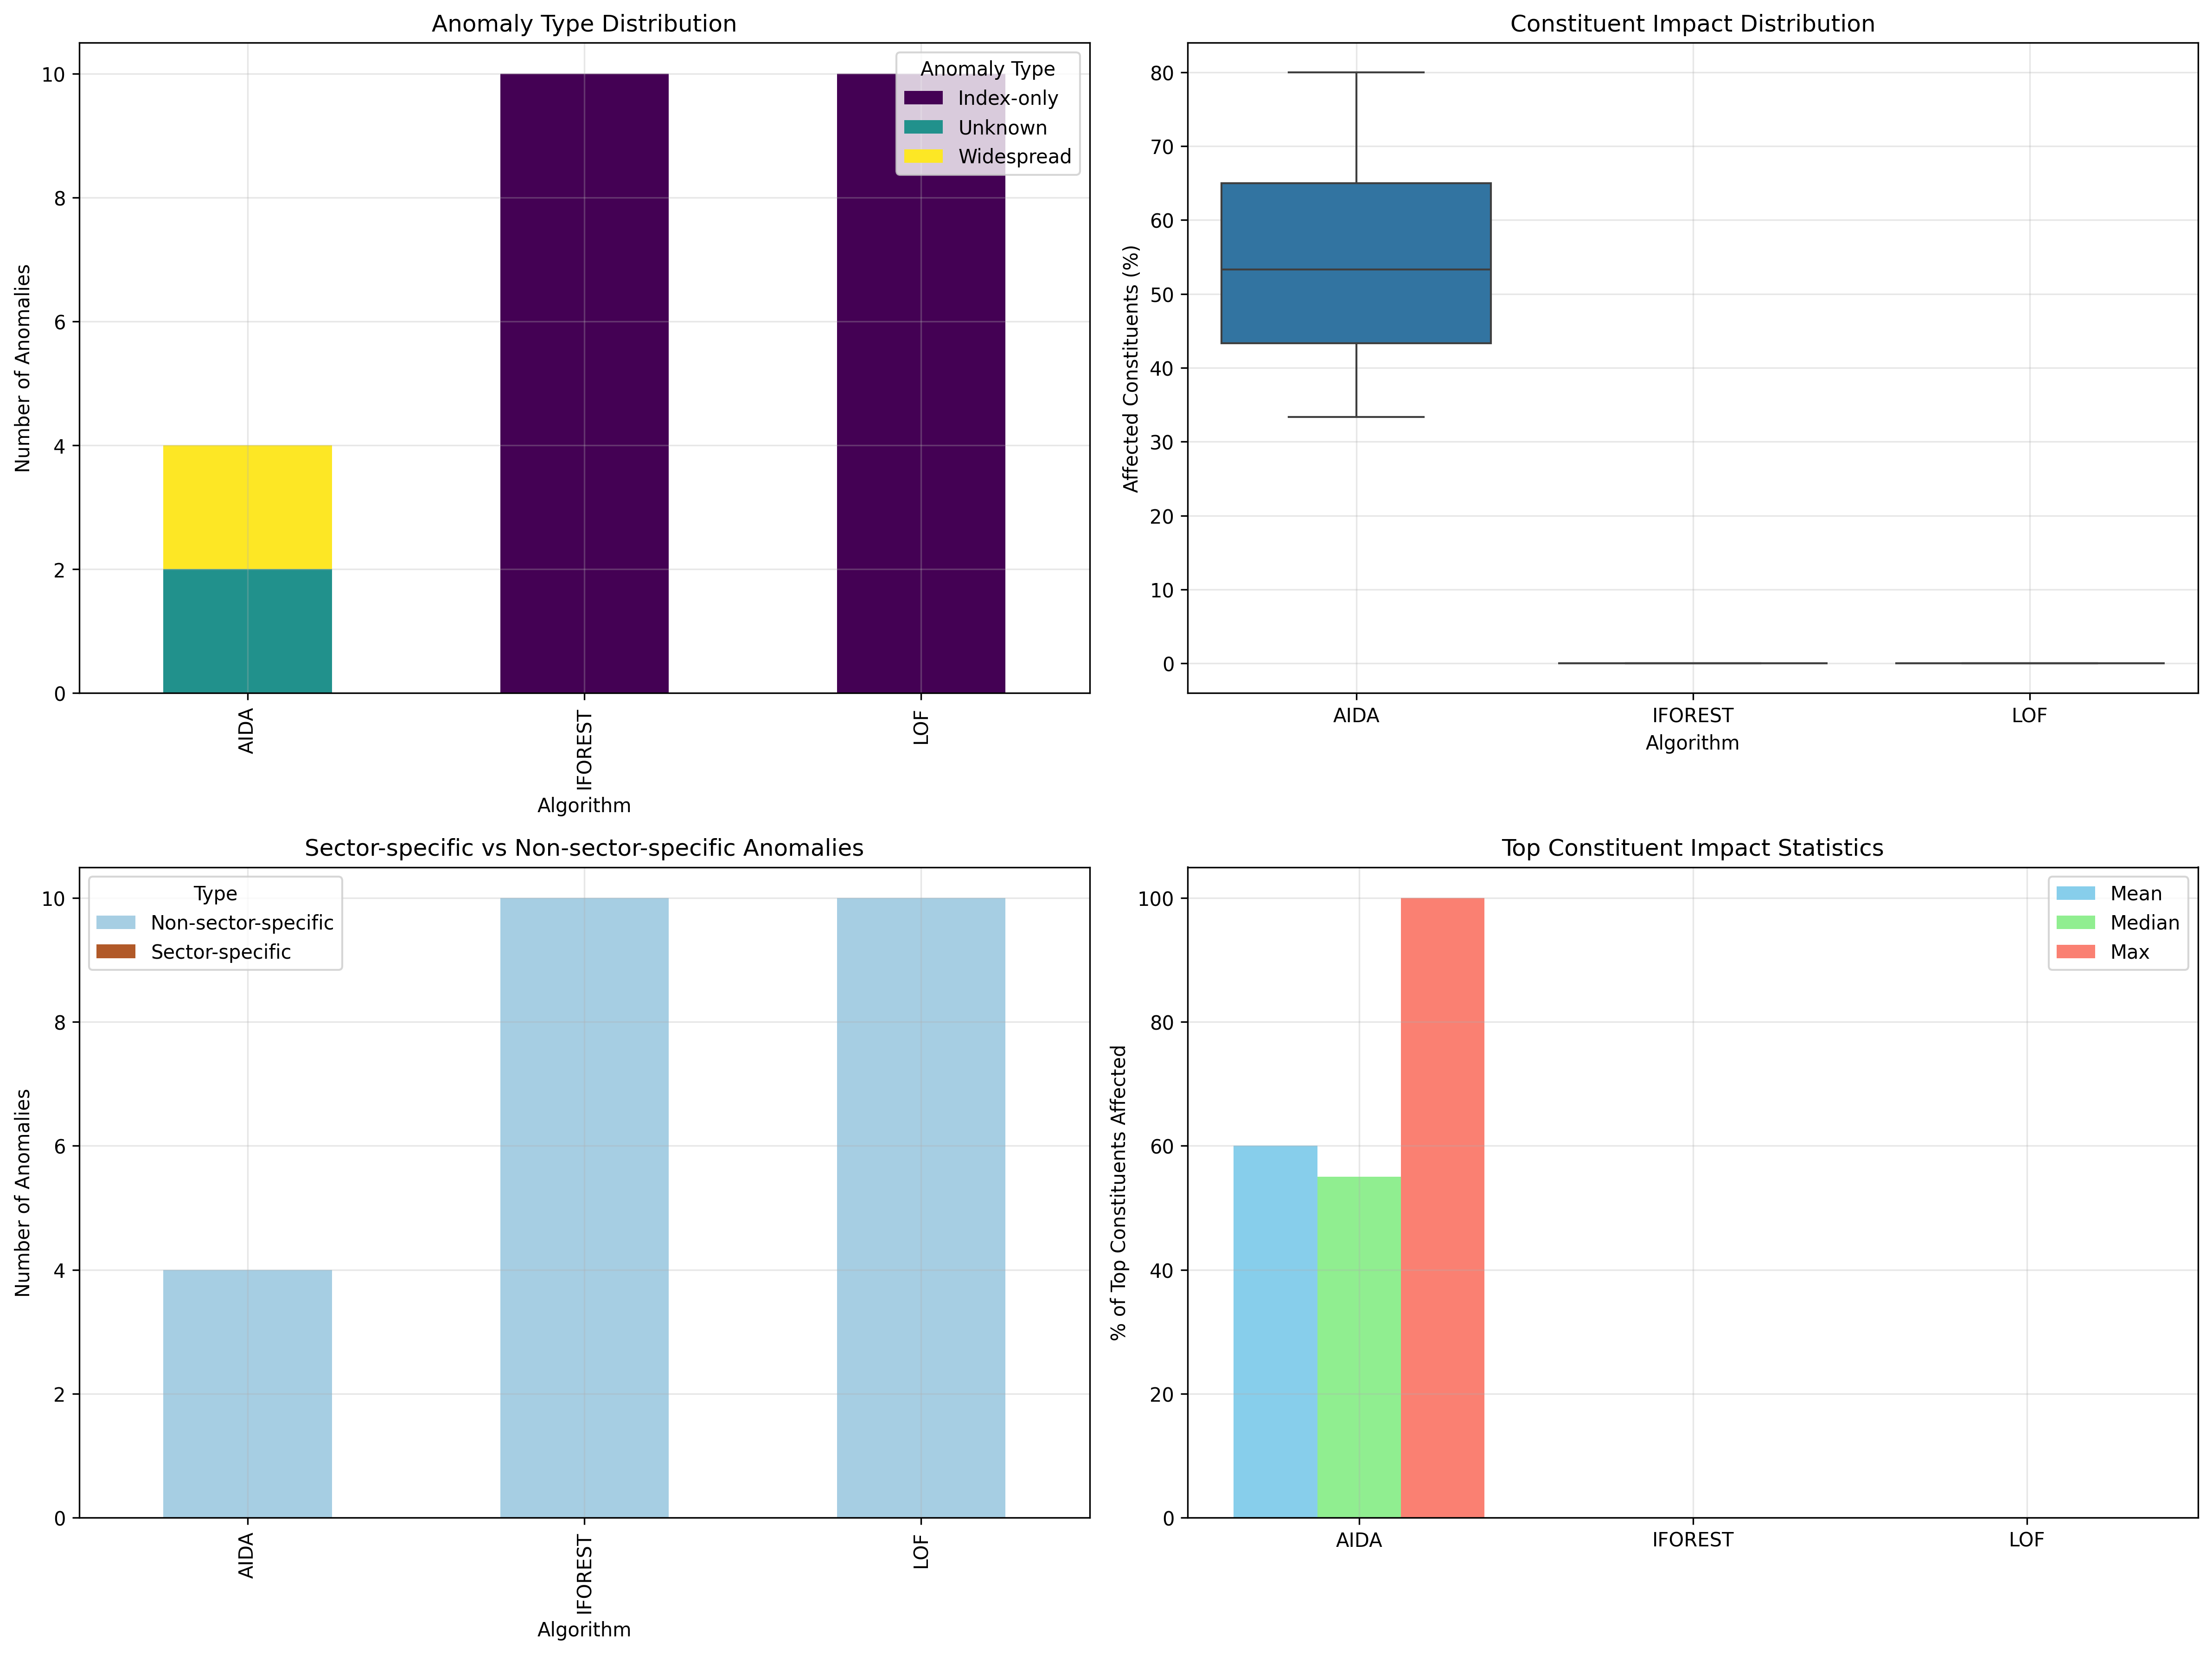 Anomaly Type Distribution
Number of Anomalies
10
8
6
4
2
0
Anomaly Type
Index-only
Unknown
Widespread
AIDA
IFOREST
LOF
Algorithm
Constituent Impact Distribution
Affected Constituents (%)
80
70
60
50
40
30
20
10
0
AIDA
IFOREST
LOF
Algorithm
Sector-specific vs Non-sector-specific Anomalies
Number of Anomalies
10
8
6
4
2
0
Type
Non-sector-specific
Sector-specific
AIDA
IFOREST
LOF
Algorithm
Top Constituent Impact Statistics
% of Top Constituents Affected
100
80
60
40
20
0
Mean
Median
Max
AIDA
IFOREST
LOF